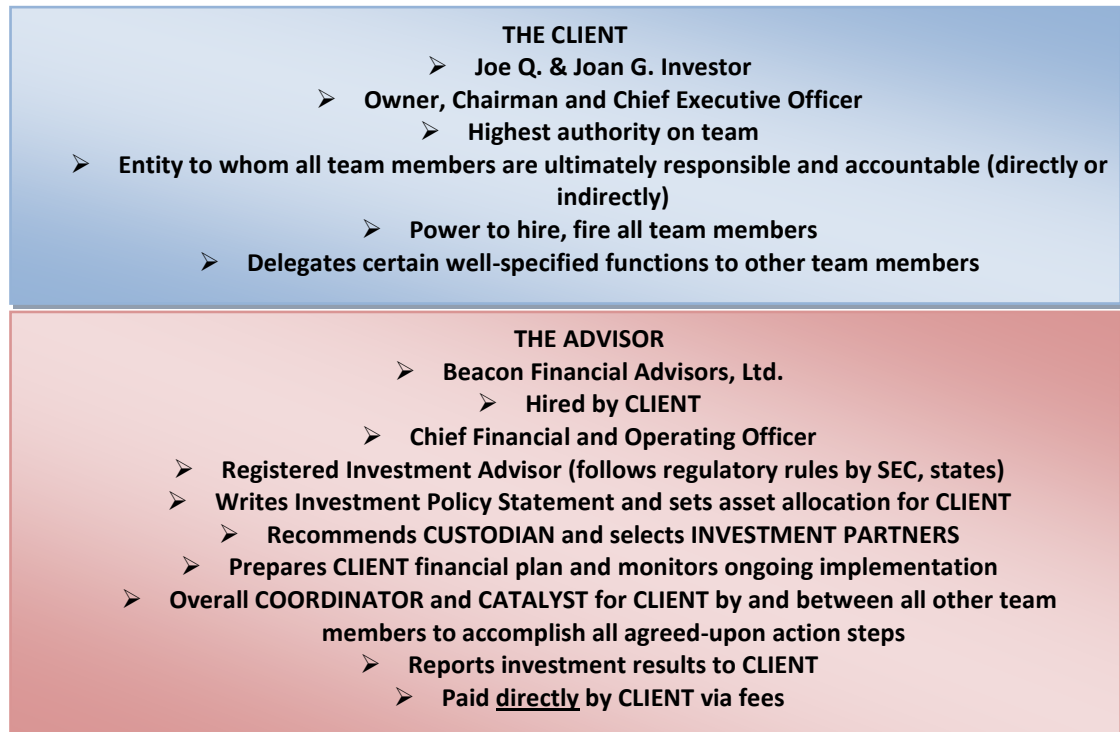 THE CLIENT
➢ Joe Q. & Joan G. Investor
➢ Owner, Chairman and Chief Executive Officer
➢ Highest authority on team
➢ Entity to whom all team members are ultimately responsible and accountable (directly or
indirectly)
➢ Power to hire, fire all team members
➢ Delegates certain well-specified functions to other team members
THE ADVISOR
➢ Beacon Financial Advisors, Ltd.
➢ Hired by CLIENT
➢ Chief Financial and Operating Officer
➢ Registered Investment Advisor (follows regulatory rules by SEC, states)
➢ Writes Investment Policy Statement and sets asset allocation for CLIENT
➢ Recommends CUSTODIAN and selects INVESTMENT PARTNERS
➢ Prepares CLIENT financial plan and monitors ongoing implementation
➢ Overall COORDINATOR and CATALYST for CLIENT by and between all other team
members to accomplish all agreed-upon action steps
➢ Reports investment results to CLIENT
➢ Paid directly by CLIENT via fees